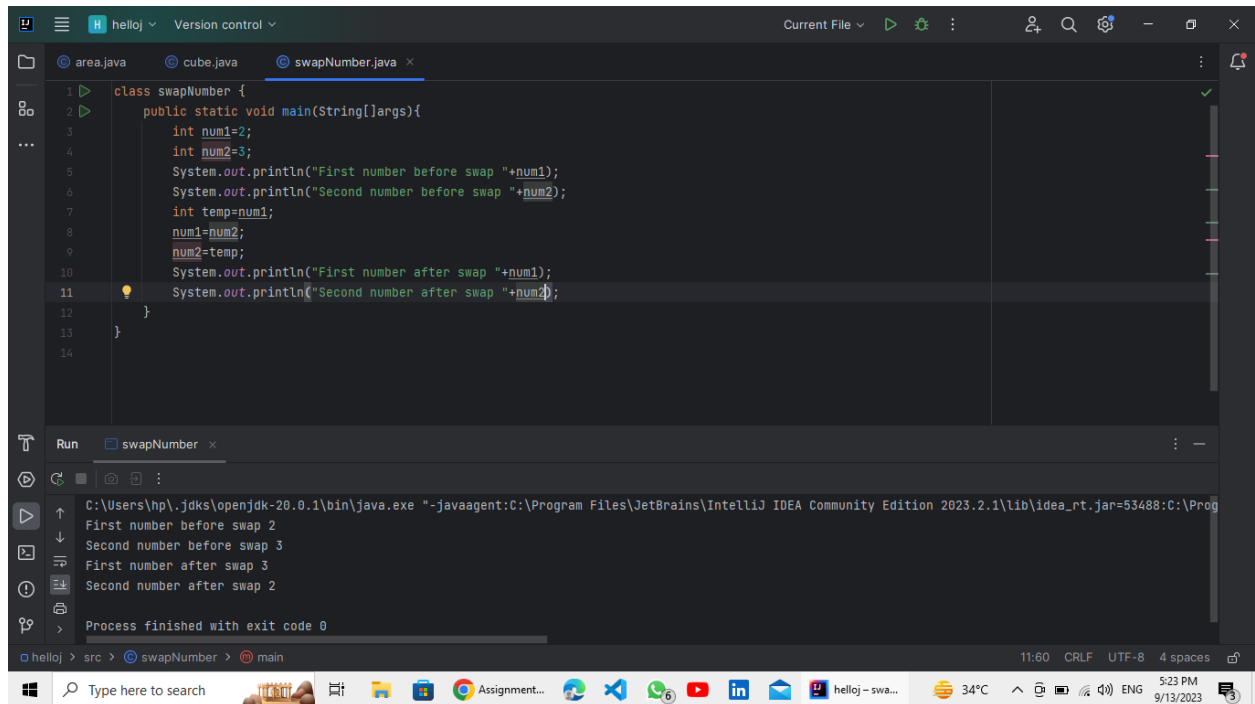 H helloj Version control Current File
area.java cube.java swapNumber.java ×
1 class swapNumber {
2 public static void main(String[]args){
3 int num1=2;
4 int num2=3;
5 System.out.println("First number before swap "+num1);
6 System.out.println("Second number before swap "+num2);
7 int temp=num1;
8 num1=num2;
9 num2=temp;
10 System.out.println("First number after swap "+num1);
11 System.out.println("Second number after swap "+num2);
12 }
13 }
14
Run swapNumber ×
C:\Users\hp\.jdks\openjdk-20.0.1\bin\java.exe "-javaagent:C:\Program Files\JetBrains\IntelliJ IDEA Community Edition 2023.2.1\lib\idea_rt.jar=53488:C:\Prog
First number before swap 2
Second number before swap 3
First number after swap 3
Second number after swap 2
Process finished with exit code 0
helloj > src > swapNumber > main 11:60 CRLF UTF-8 4 spaces
Type here to search Assignment... 6 in helloj – swa... 34°C ENG 5:23 PM
9/13/2023 3